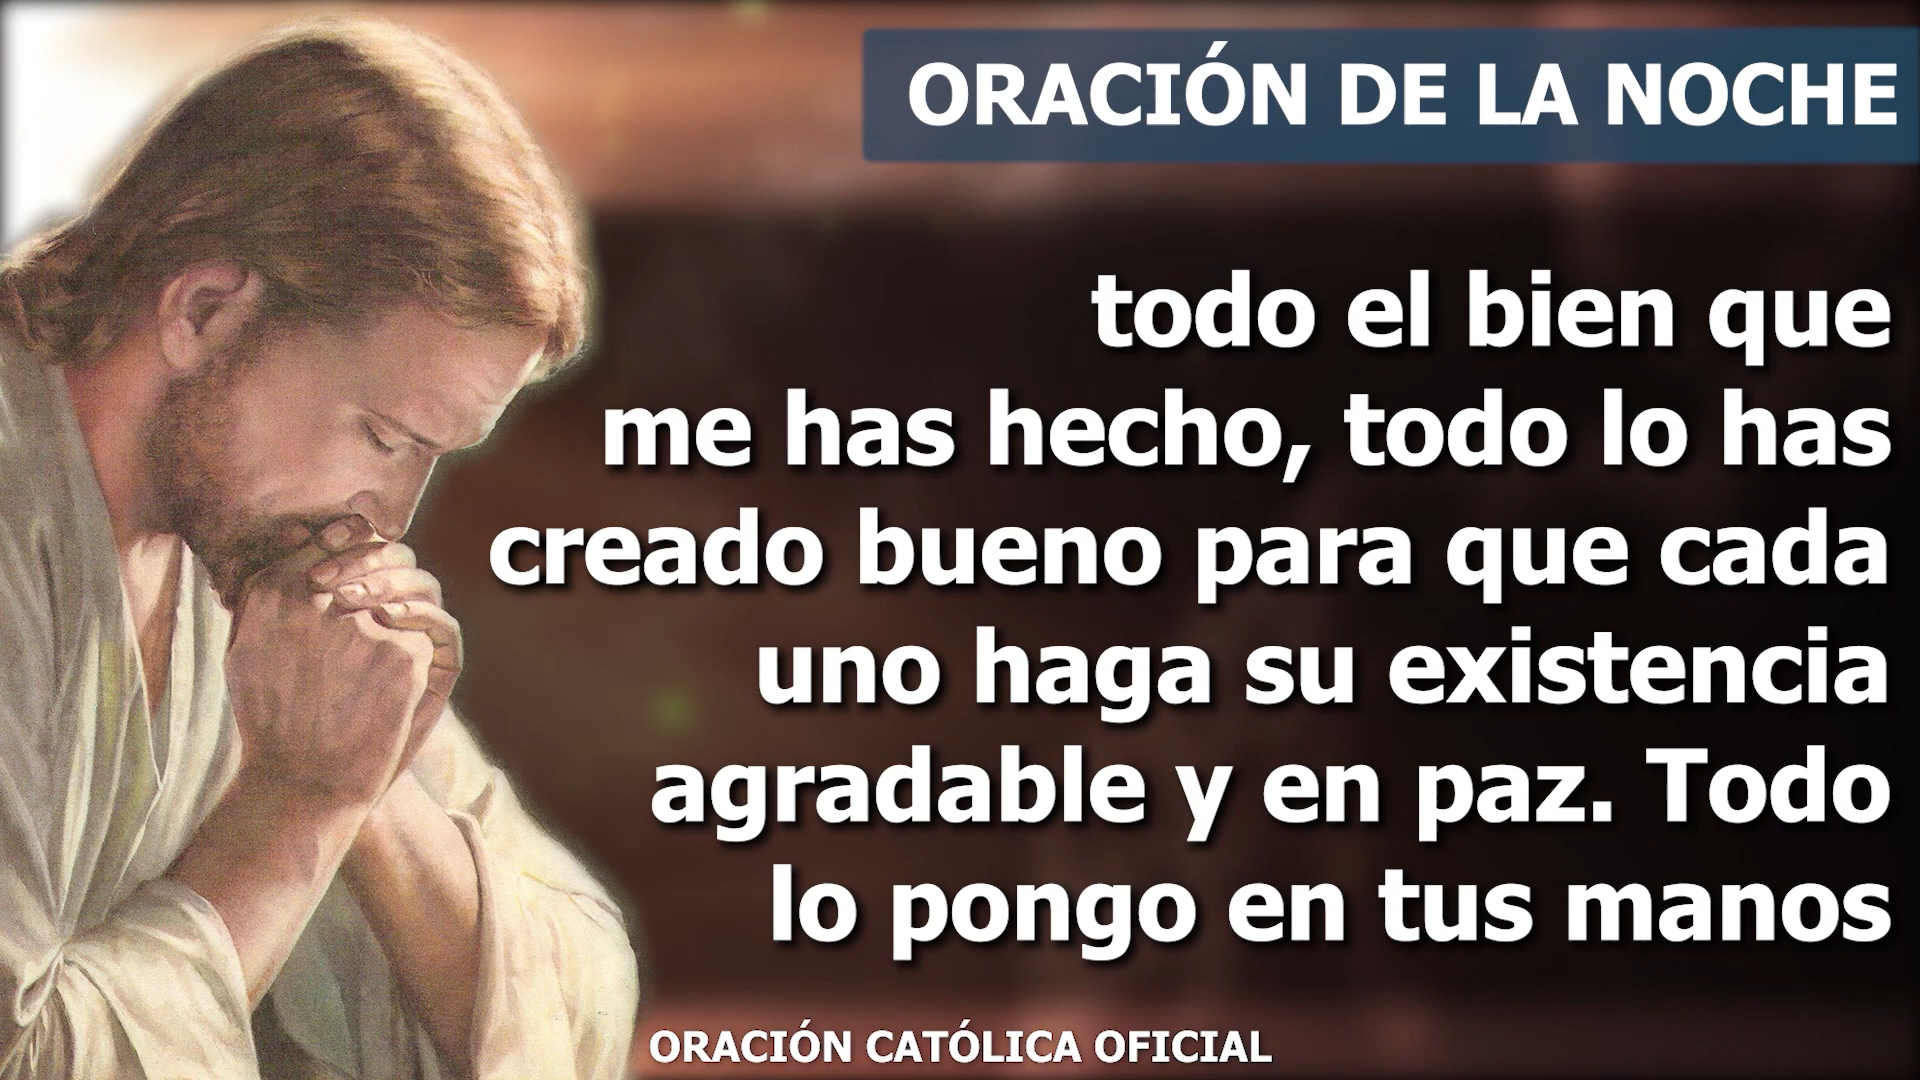 ORACIÓN DE LA NOCHE
todo el bien que
me has hecho, todo lo has
creado bueno para que cada
uno haga su existencia
agradable y en paz. Todo
lo pongo en tus manos
ORACIÓN CATÓLICA OFICIAL